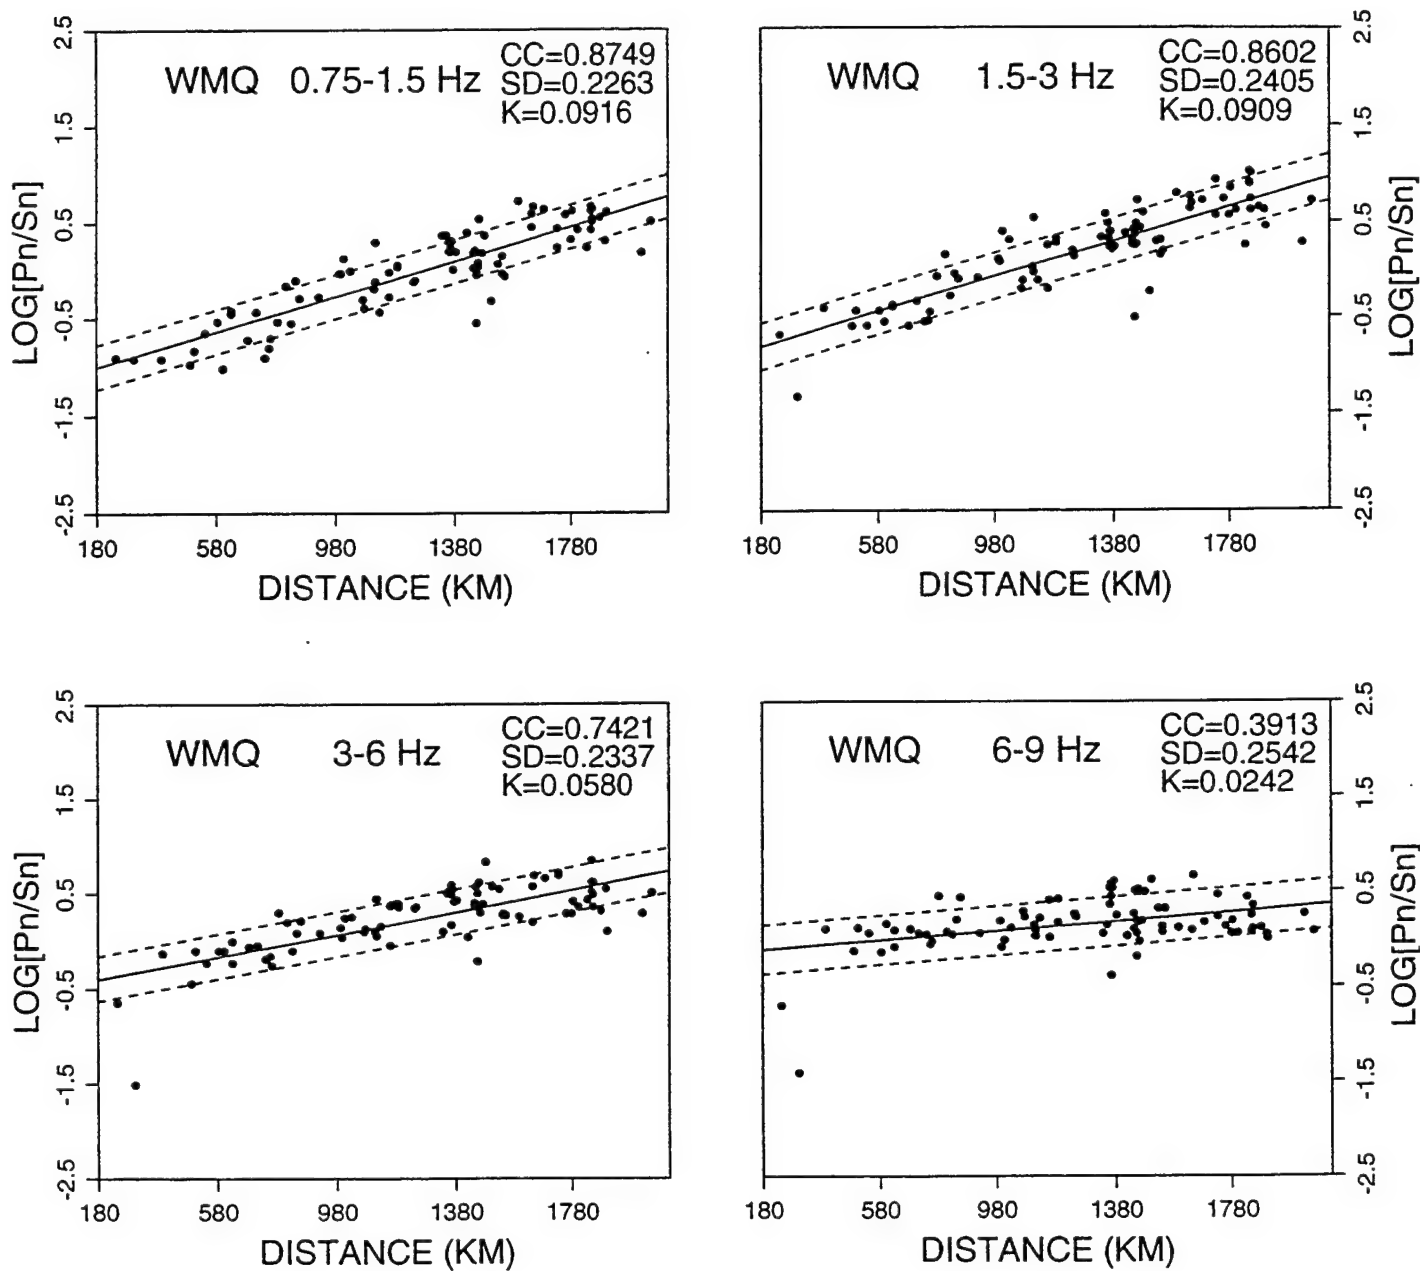 2.5
1.5
0.5
-0.5
-1.5
-2.5
LOG[Pn/Sn]
WMQ 0.75-1.5 Hz
CC=0.8749
SD=0.2263
K=0.0916
180 580 980 1380 1780
DISTANCE (KM)
WMQ 1.5-3 Hz
CC=0.8602
SD=0.2405
K=0.0909
2.5
1.5
0.5
-0.5
-1.5
-2.5
LOG[Pn/Sn]
180 580 980 1380 1780
DISTANCE (KM)
2.5
1.5
0.5
-0.5
-1.5
-2.5
LOG[Pn/Sn]
WMQ 3-6 Hz
CC=0.7421
SD=0.2337
K=0.0580
180 580 980 1380 1780
DISTANCE (KM)
WMQ 6-9 Hz
CC=0.3913
SD=0.2542
K=0.0242
2.5
1.5
0.5
-0.5
-1.5
-2.5
LOG[Pn/Sn]
180 580 980 1380 1780
DISTANCE (KM)